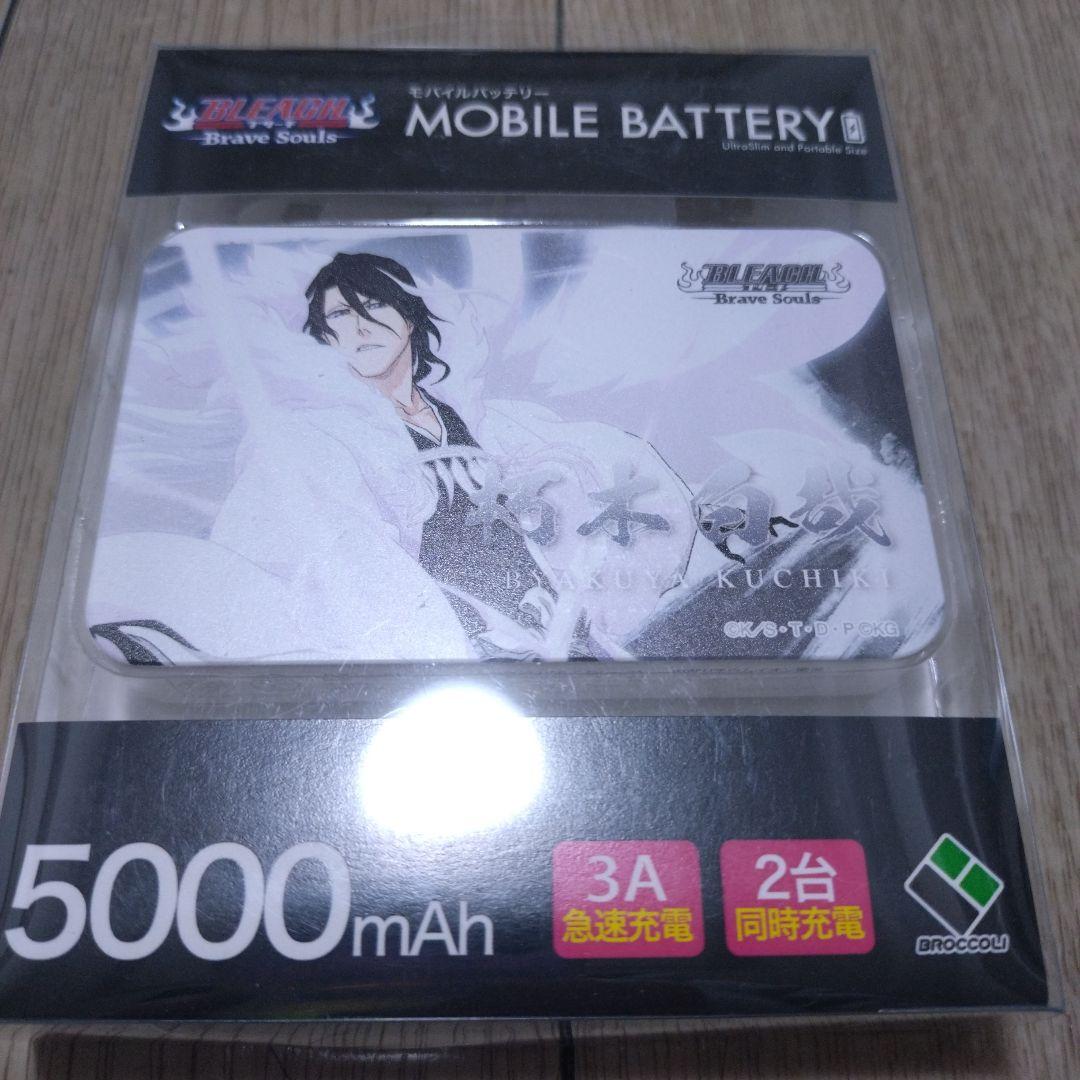 BLEACH
Brave Souls
モバイルバッテリー
MOBILE BATTERY
UltraSlim and Portable Size
BLEACH
Brave Souls
朽木 白哉
BYAKUYA KUCHIKI
©K/S・T・D・P ©KG
5000mAh
3A
急速充電
2台
同時充電
BROCCOLI